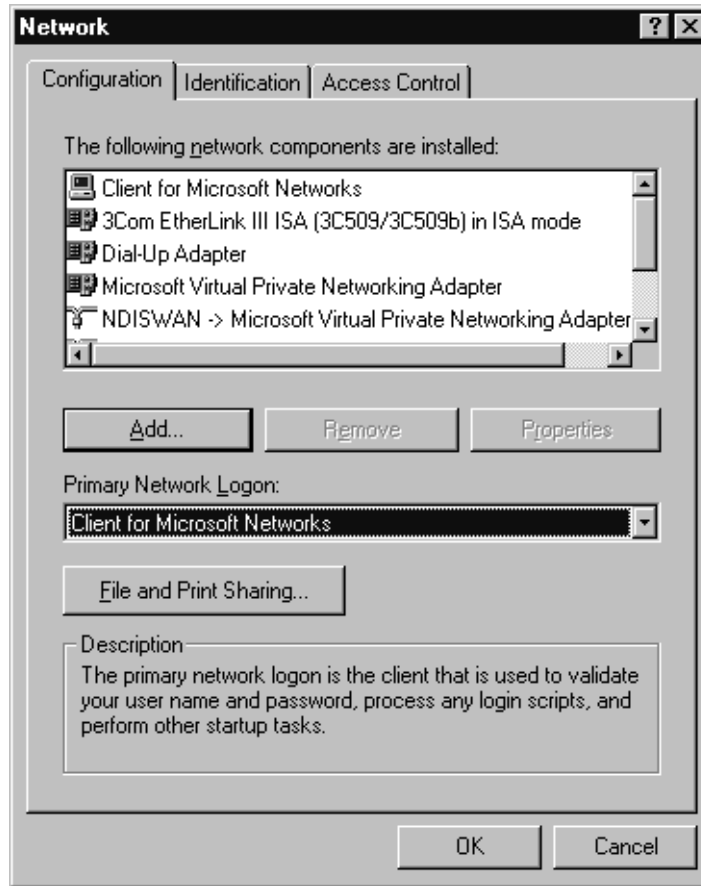 Network
Configuration Identification Access Control
The following network components are installed:
Client for Microsoft Networks
3Com EtherLink III ISA (3C509/3C509b) in ISA mode
Dial-Up Adapter
Microsoft Virtual Private Networking Adapter
NDISWAN -> Microsoft Virtual Private Networking Adapter
Add... Remove Properties
Primary Network Logon:
Client for Microsoft Networks
File and Print Sharing...
Description
The primary network logon is the client that is used to validate
your user name and password, process any login scripts, and
perform other startup tasks.
OK Cancel